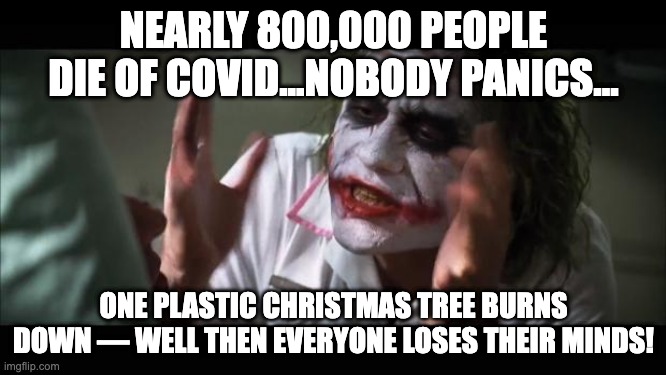 NEARLY 800,000 PEOPLE
DIE OF COVID...NOBODY PANICS...
ONE PLASTIC CHRISTMAS TREE BURNS
DOWN — WELL THEN EVERYONE LOSES THEIR MINDS!
imgflip.com